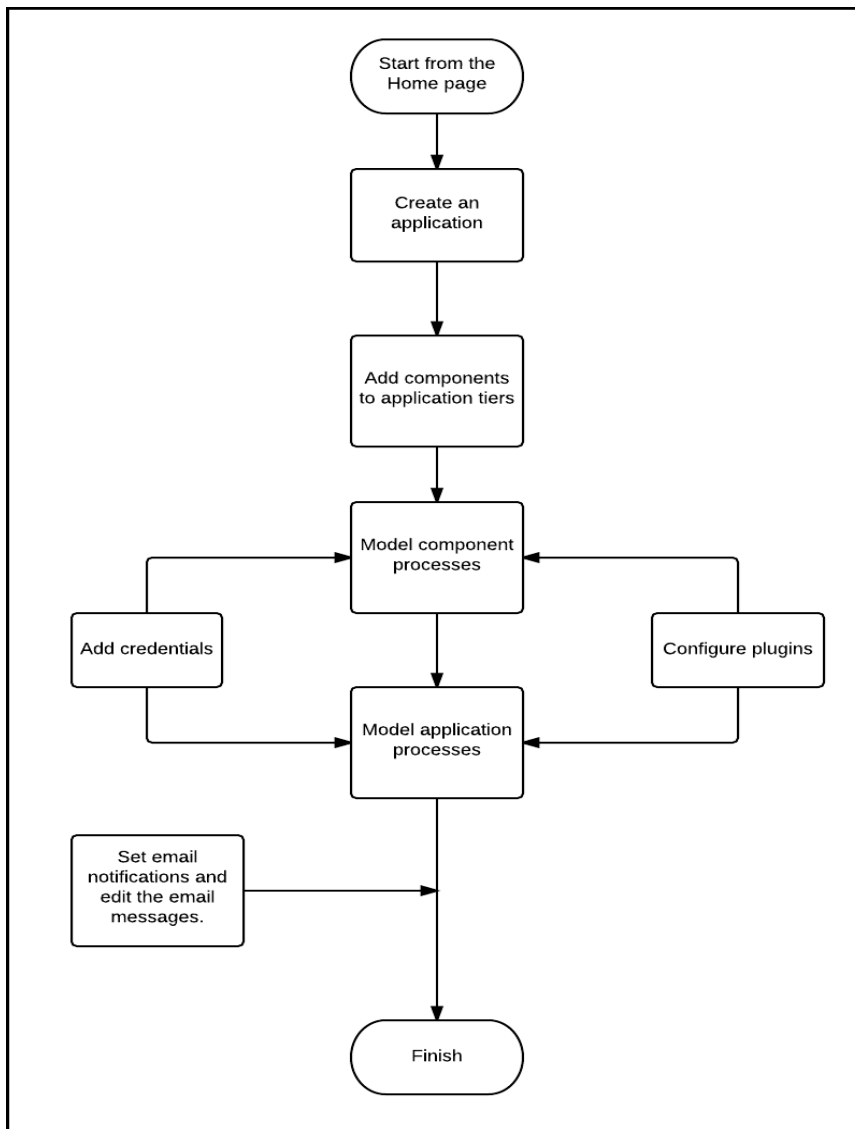 Start from the
Home page
Create an
application
Add components
to application tiers
Model component
processes
Add credentials
Configure plugins
Model application
processes
Set email
notifications and
edit the email
messages.
Finish